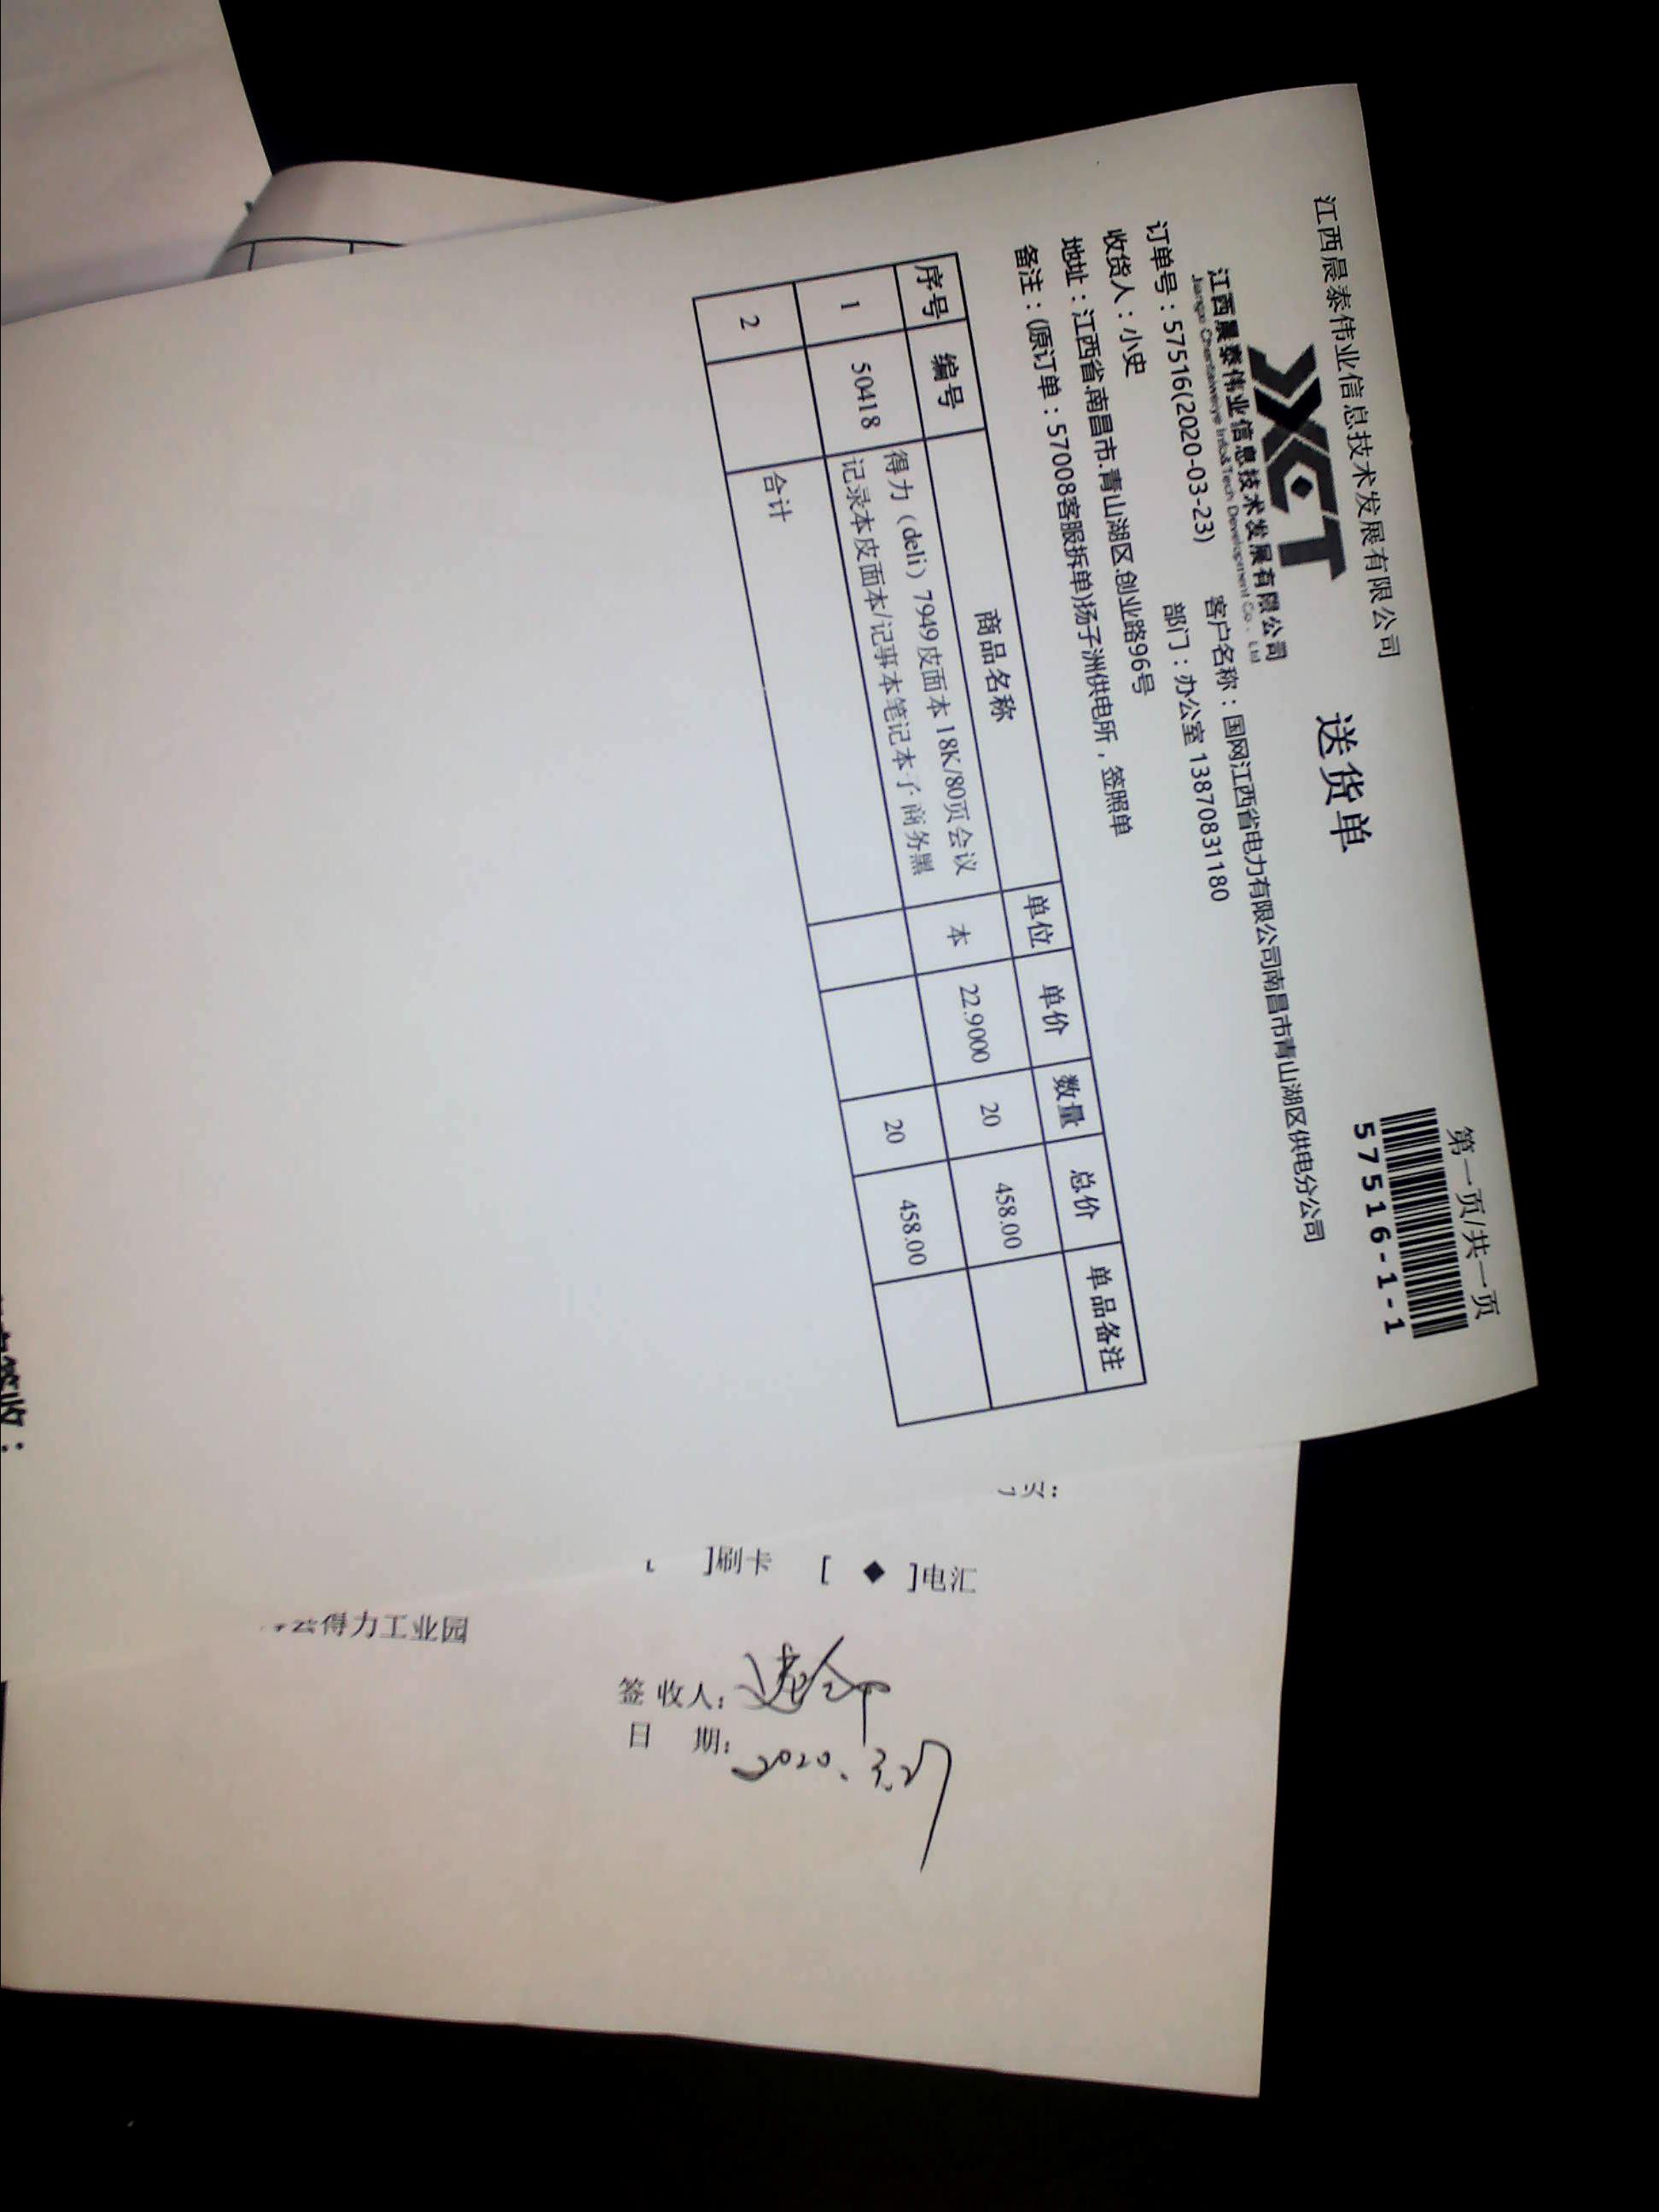 江西晨泰伟业信息技术发展有限公司
第一页/共一页
JXCT
送货单
江西晨泰伟业信息技术发展有限公司
Jiangxi Chentaiweiye Info&Tech Development Co., Ltd
57516-1-1
客户名称：国网江西省电力有限公司南昌市青山湖区供电分公司
订单号：57516(2020-03-23)
部门：办公室 13870831180
收货人：小史
地址：江西省.南昌市.青山湖区.创业路96号
备注：(原订单：57008客服拆单)扬子洲供电所，签照单
序号 编号 商品名称 单位 单价 数量 总价 单品备注
1 50418 得力（deli）7949皮面本 18K/80页会议
记录本皮面本/记事本笔记本子 商务黑 本 22.9000 20 458.00
2 合计 20 458.00
签收：
页：
]刷卡 [ ◆ ]电汇
得力工业园
签 收人：
日 期：
2020.3.27